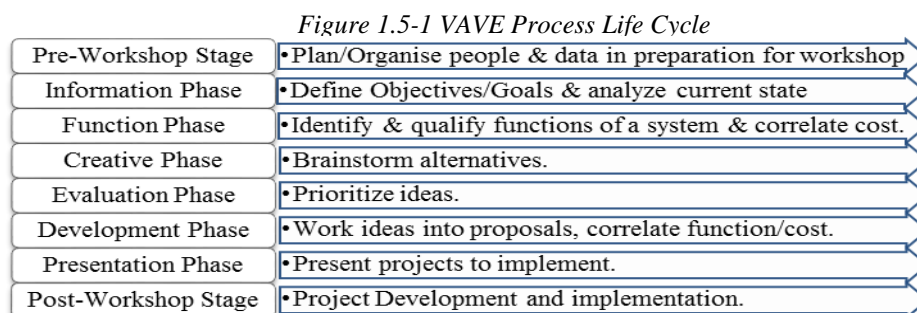 Figure 1.5-1 VAVE Process Life Cycle
Pre-Workshop Stage •Plan/Organise people & data in preparation for workshop
Information Phase •Define Objectives/Goals & analyze current state
Function Phase •Identify & qualify functions of a system & correlate cost.
Creative Phase •Brainstorm alternatives.
Evaluation Phase •Prioritize ideas.
Development Phase •Work ideas into proposals, correlate function/cost.
Presentation Phase •Present projects to implement.
Post-Workshop Stage •Project Development and implementation.